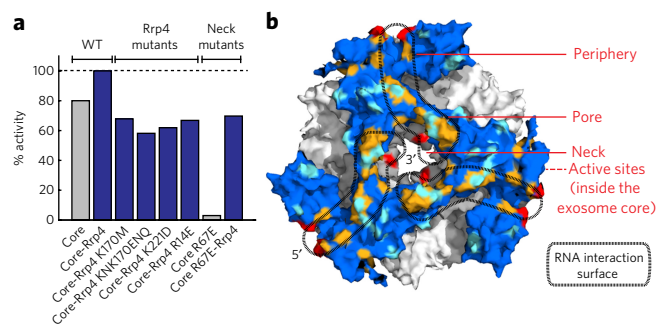 a
WT
Rrp4
mutants
Neck
mutants
% activity
100
80
60
40
20
0
Core
Core-Rrp4
Core-Rrp4 K170M
Core-Rrp4 KNK17QENQ
Core-Rrp4 K221D
Core-Rrp4 R14E
Core R67E
Core R67E-Rrp4
b
Periphery
Pore
Neck
Active sites
(inside the
exosome core)
3′
5′
RNA interaction
surface